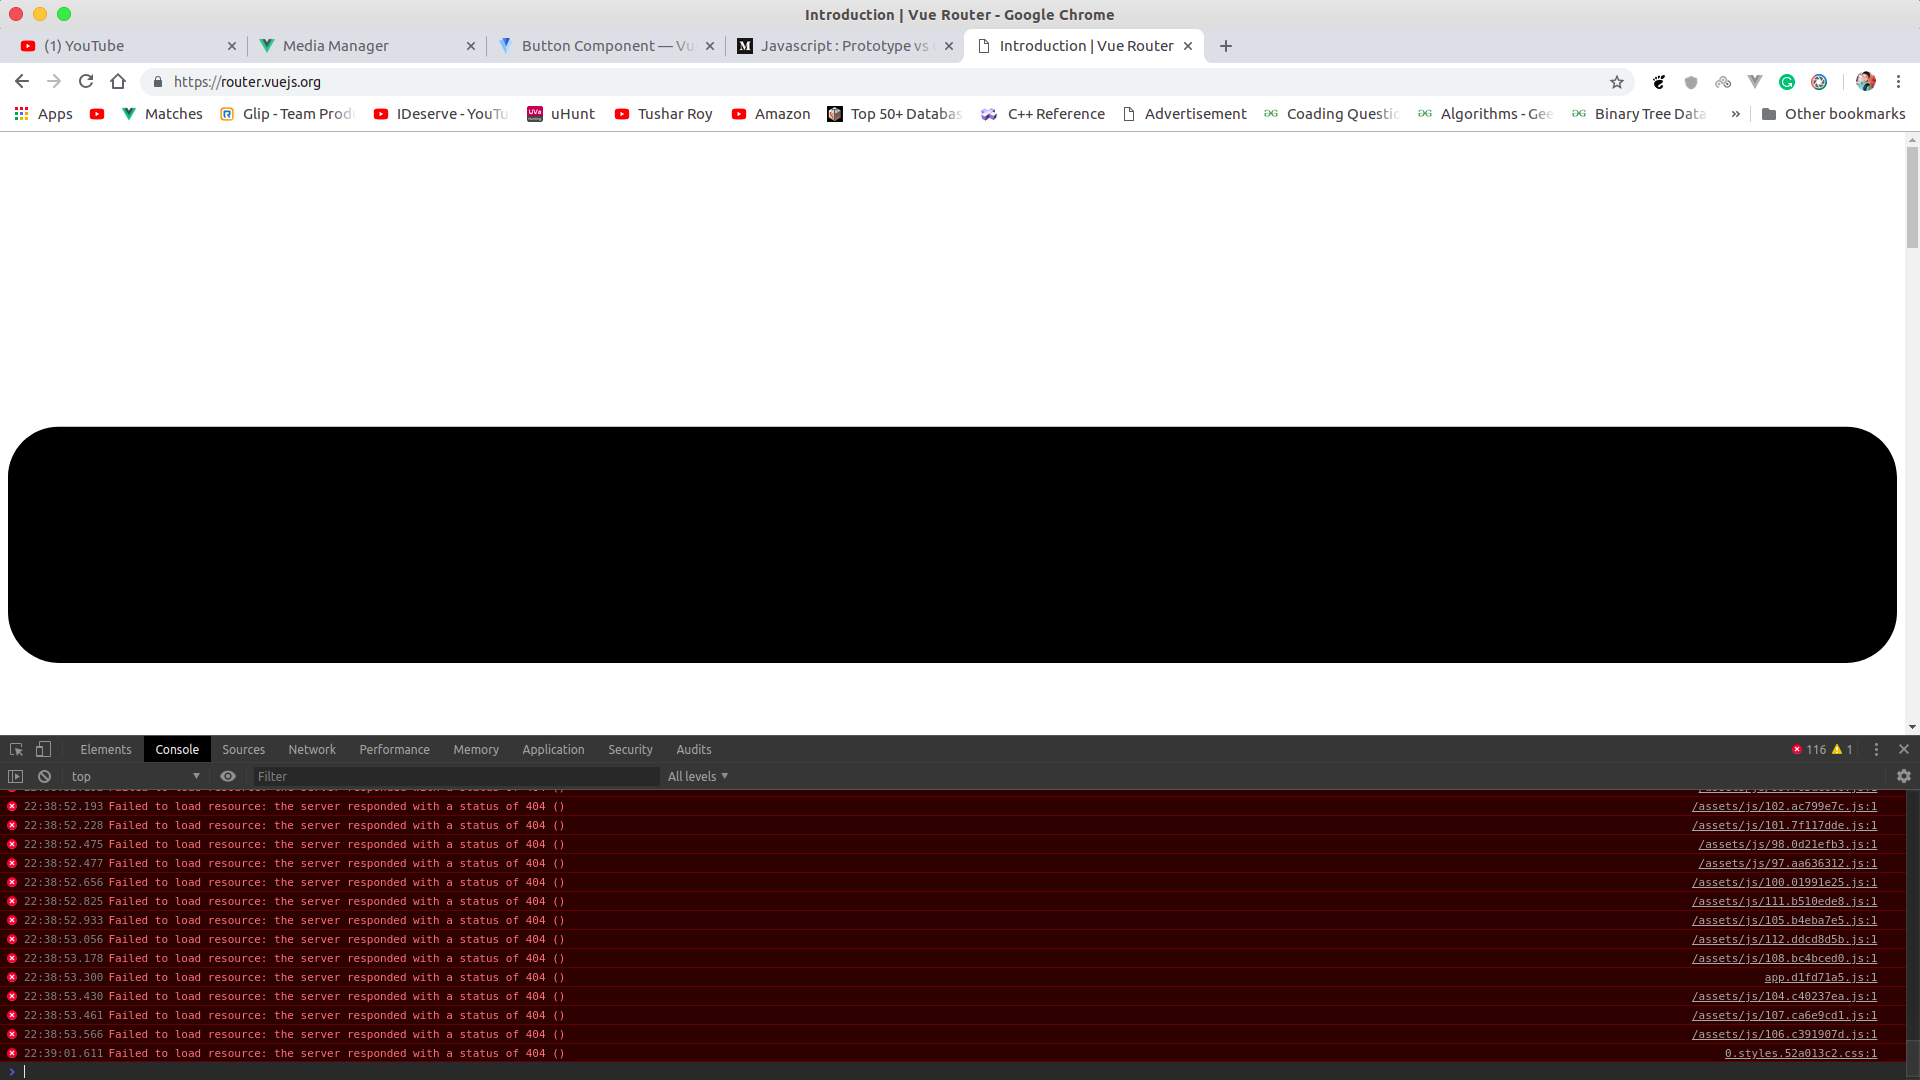 Introduction | Vue Router - Google Chrome
(1) YouTube
Media Manager
Button Component — Vu
Javascript : Prototype vs
Introduction | Vue Router
https://router.vuejs.org
Apps
Matches
Glip - Team Prod
IDeserve - YouTu
uHunt
Tushar Roy
Amazon
Top 50+ Databas
C++ Reference
Advertisement
Coading Questic
Algorithms - Gee
Binary Tree Data
»
Other bookmarks
Elements
Console
Sources
Network
Performance
Memory
Application
Security
Audits
116
1
top
Filter
All levels
22:38:52.193 Failed to load resource: the server responded with a status of 404 () /assets/js/102.ac799e7c.js:1
22:38:52.228 Failed to load resource: the server responded with a status of 404 () /assets/js/101.7f117dde.js:1
22:38:52.475 Failed to load resource: the server responded with a status of 404 () /assets/js/98.0d21efb3.js:1
22:38:52.477 Failed to load resource: the server responded with a status of 404 () /assets/js/97.aa636312.js:1
22:38:52.656 Failed to load resource: the server responded with a status of 404 () /assets/js/100.01991e25.js:1
22:38:52.825 Failed to load resource: the server responded with a status of 404 () /assets/js/111.b510ede8.js:1
22:38:52.933 Failed to load resource: the server responded with a status of 404 () /assets/js/105.b4eba7e5.js:1
22:38:53.056 Failed to load resource: the server responded with a status of 404 () /assets/js/112.ddcd8d5b.js:1
22:38:53.178 Failed to load resource: the server responded with a status of 404 () /assets/js/108.bc4bced0.js:1
22:38:53.300 Failed to load resource: the server responded with a status of 404 () app.d1fd71a5.js:1
22:38:53.430 Failed to load resource: the server responded with a status of 404 () /assets/js/104.c40237ea.js:1
22:38:53.461 Failed to load resource: the server responded with a status of 404 () /assets/js/107.ca6e9cd1.js:1
22:38:53.566 Failed to load resource: the server responded with a status of 404 () /assets/js/106.c391907d.js:1
22:39:01.611 Failed to load resource: the server responded with a status of 404 () 0.styles.52a013c2.css:1